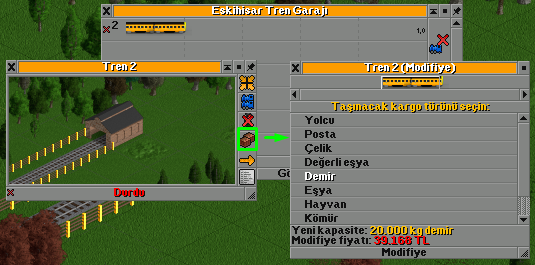 Eskihisar Tren Garajı
2
1,0
Tren 2
Durdu
Gö
Tren 2 (Modifiye)
Taşınacak kargo türünü seçin:
Yolcu
Posta
Çelik
Değerli eşya
Demir
Eşya
Hayvan
Kömür
Yeni kapasite: 20 000 kg demir
Modifiye fiyatı: 39.168 TL
Modifiye